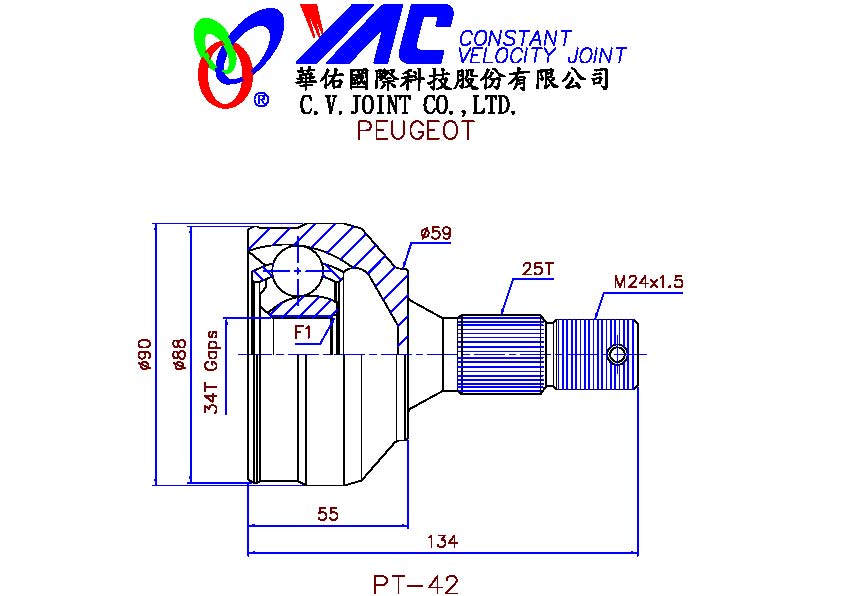 YAC CONSTANT
VELOCITY JOINT
華佑國際科技股份有限公司
C.V.JOINT CO.,LTD.
®
PEUGEOT
ø59
25T
M24x1.5
F1
ø90
ø88
34T Gaps
55
134
PT-42